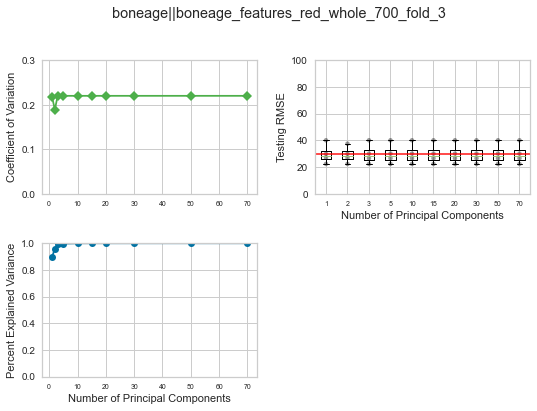 boneage||boneage_features_red_whole_700_fold_3
Coefficient of Variation
0.3
0.2
0.1
0.0
0 10 20 30 40 50 60 70
Testing RMSE
100
80
60
40
20
0
1 2 3 5 10 15 20 30 50 70
Number of Principal Components
Percent Explained Variance
1.0
0.8
0.6
0.4
0.2
0.0
0 10 20 30 40 50 60 70
Number of Principal Components